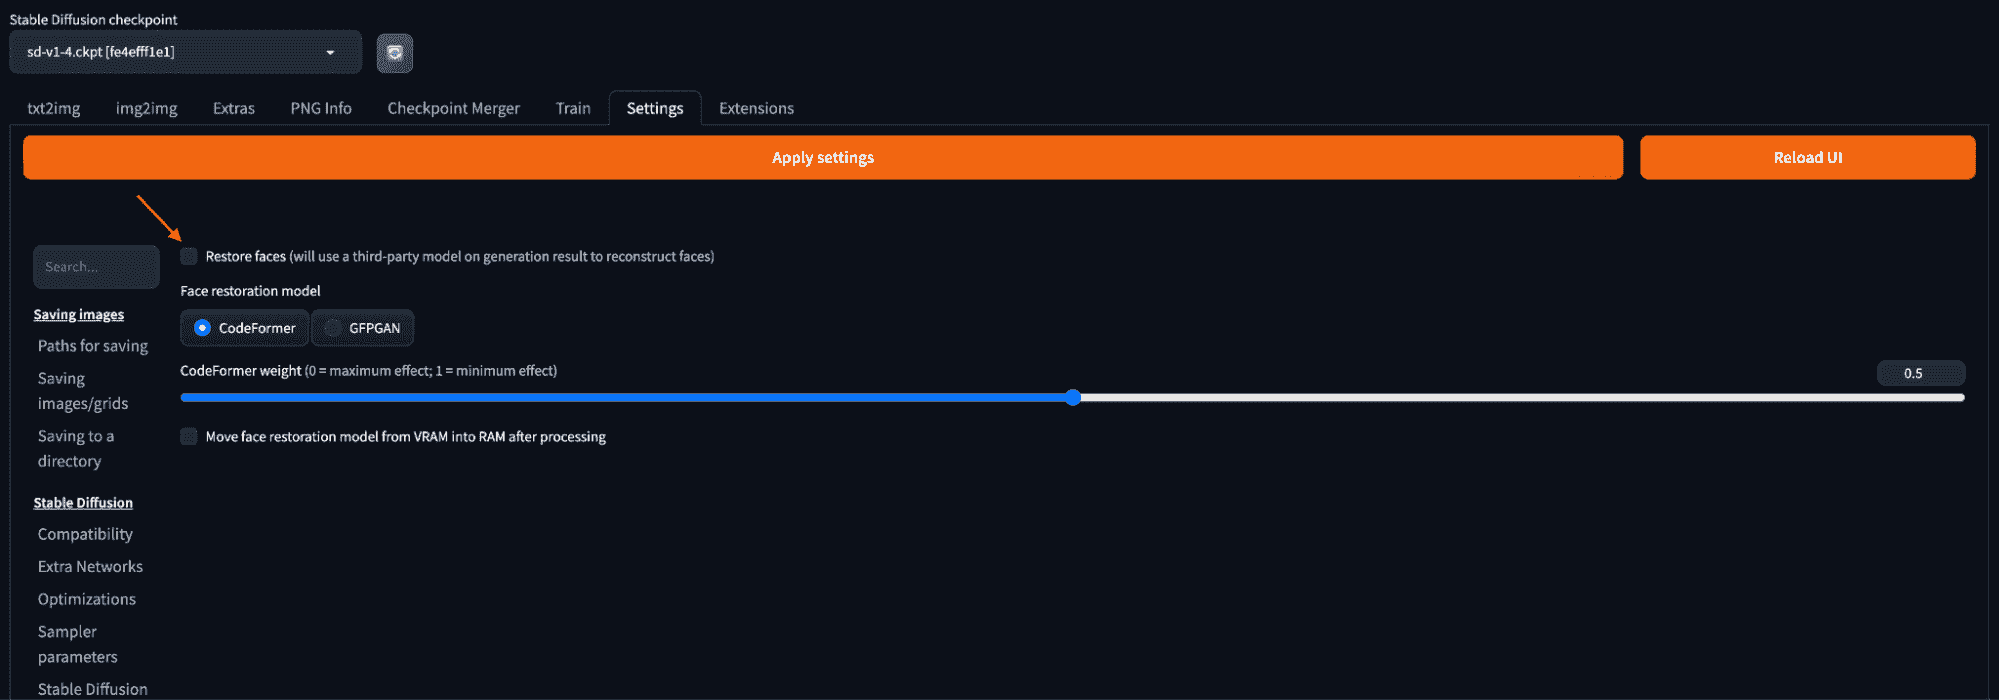 Stable Diffusion checkpoint
sd-v1-4.ckpt [fe4efff1e1]
txt2img img2img Extras PNG Info Checkpoint Merger Train Settings Extensions
Apply settings Reload UI
Search...
Restore faces (will use a third-party model on generation result to reconstruct faces)
Face restoration model
CodeFormer GFPGAN
CodeFormer weight (0 = maximum effect; 1 = minimum effect)
0.5
Move face restoration model from VRAM into RAM after processing
Saving images
Paths for saving
Saving
images/grids
Saving to a
directory
Stable Diffusion
Compatibility
Extra Networks
Optimizations
Sampler
parameters
Stable Diffusion